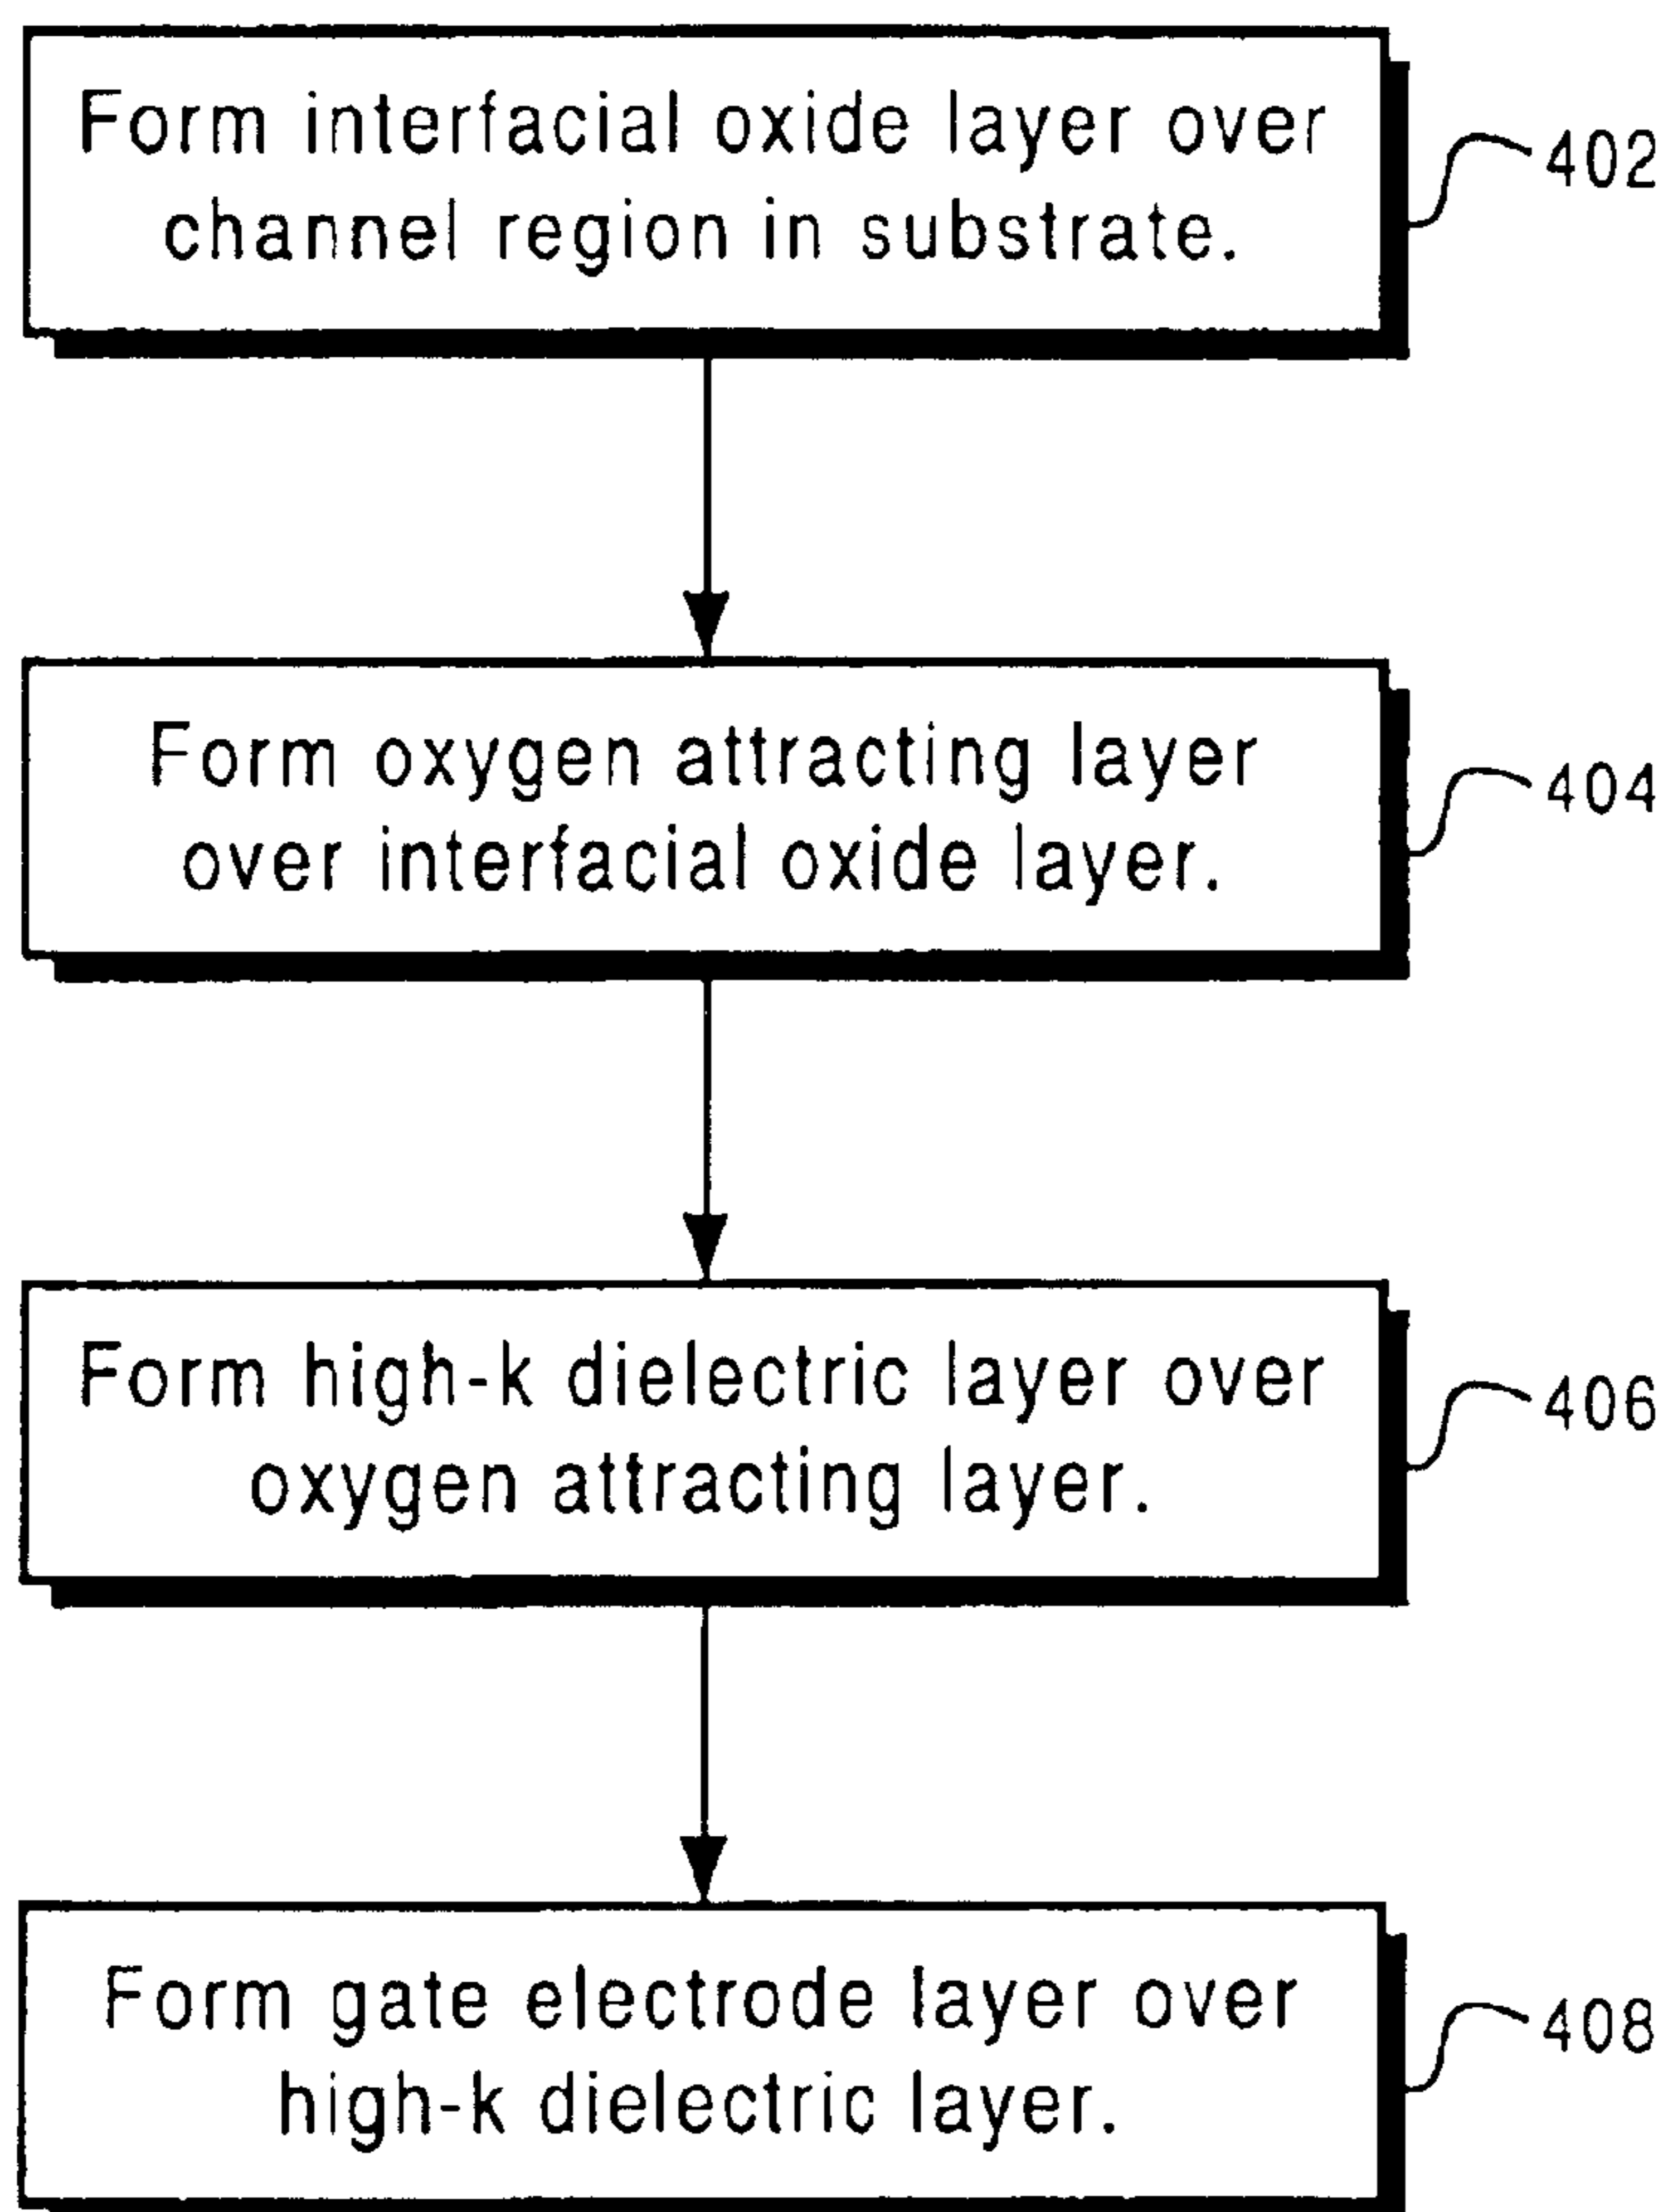 Form interfacial oxide layer over
channel region in substrate.
402
Form oxygen attracting layer
over interfacial oxide layer.
404
Form high-k dielectric layer over
oxygen attracting layer.
406
Form gate electrode layer over
high-k dielectric layer.
408